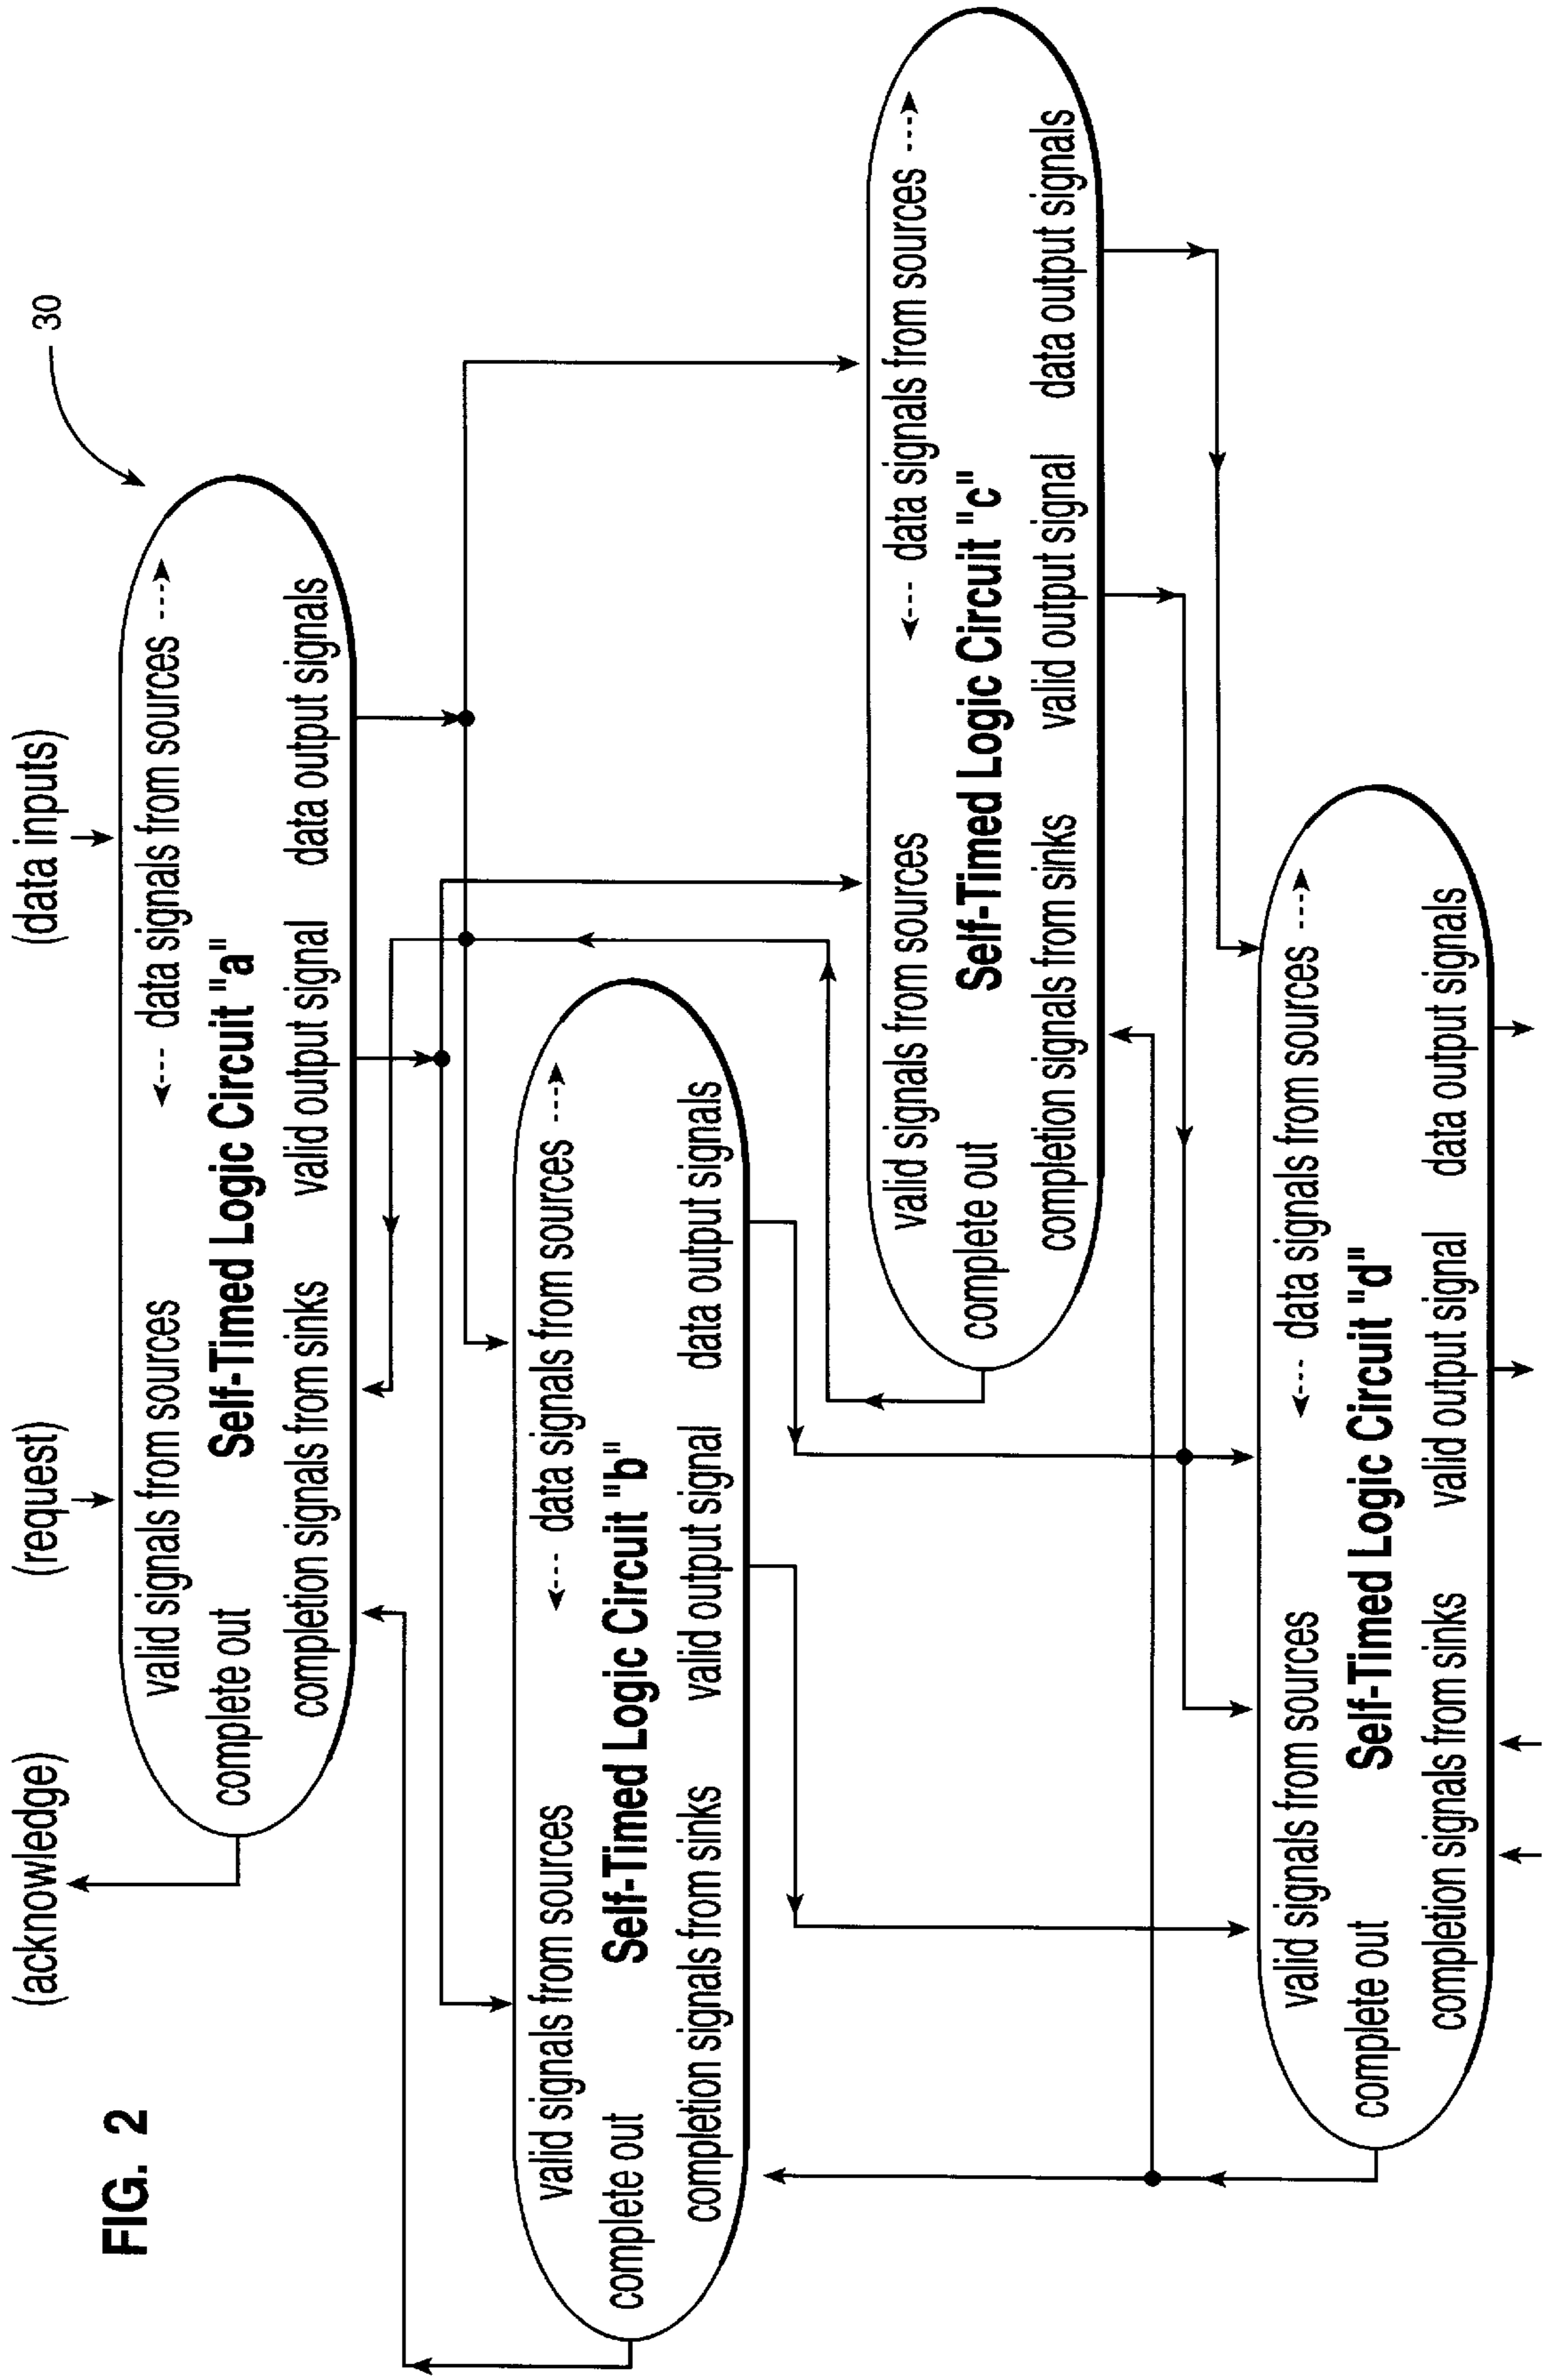 FIG. 2
(acknowledge)
(request)
(data inputs)
30
valid signals from sources
<--- data signals from sources --->
complete out
Self-Timed Logic Circuit "a"
completion signals from sinks
valid output signal
data output signals
valid signals from sources
<--- data signals from sources --->
complete out
Self-Timed Logic Circuit "b"
completion signals from sinks
valid output signal
data output signals
valid signals from sources
<--- data signals from sources --->
complete out
Self-Timed Logic Circuit "c"
completion signals from sinks
valid output signal
data output signals
valid signals from sources
<--- data signals from sources --->
complete out
Self-Timed Logic Circuit "d"
completion signals from sinks
valid output signal
data output signals